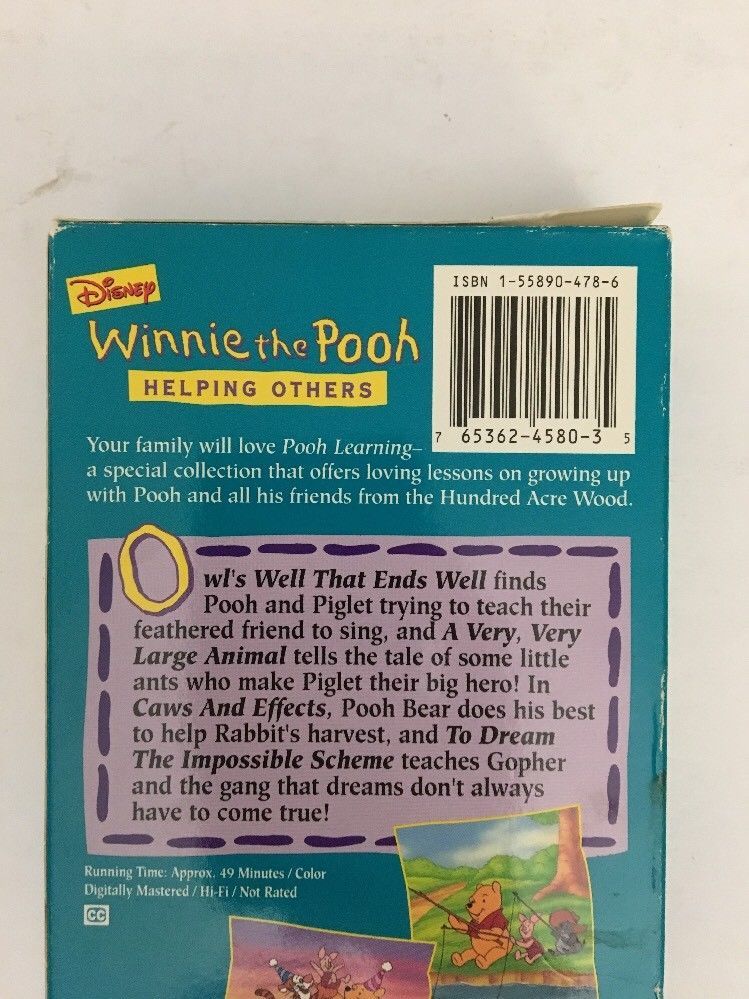 Disney
Winnie the Pooh
HELPING OTHERS
ISBN 1-55890-478-6
7 65362-4580-3 5
Your family will love Pooh Learning–
a special collection that offers loving lessons on growing up
with Pooh and all his friends from the Hundred Acre Wood.
Owl's Well That Ends Well finds
Pooh and Piglet trying to teach their
feathered friend to sing, and A Very, Very
Large Animal tells the tale of some little
ants who make Piglet their big hero! In
Caws And Effects, Pooh Bear does his best
to help Rabbit's harvest, and To Dream
The Impossible Scheme teaches Gopher
and the gang that dreams don't always
have to come true!
Running Time: Approx. 49 Minutes / Color
Digitally Mastered / Hi-Fi / Not Rated
CC